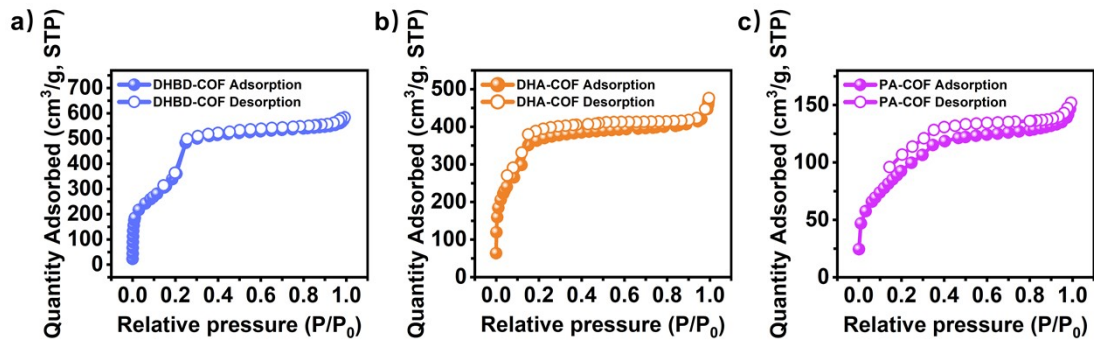 a)
Quantity Adsorbed (cm³/g, STP)
700
600
500
400
300
200
100
0
DHBD-COF Adsorption
DHBD-COF Desorption
0.0 0.2 0.4 0.6 0.8 1.0
Relative pressure (P/P₀)
b)
Quantity Adsorbed (cm³/g, STP)
500
400
300
200
100
0
DHA-COF Adsorption
DHA-COF Desorption
0.0 0.2 0.4 0.6 0.8 1.0
Relative pressure (P/P₀)
c)
Quantity Adsorbed (cm³/g, STP)
150
100
50
0
PA-COF Adsorption
PA-COF Desorption
0.0 0.2 0.4 0.6 0.8 1.0
Relative pressure (P/P₀)